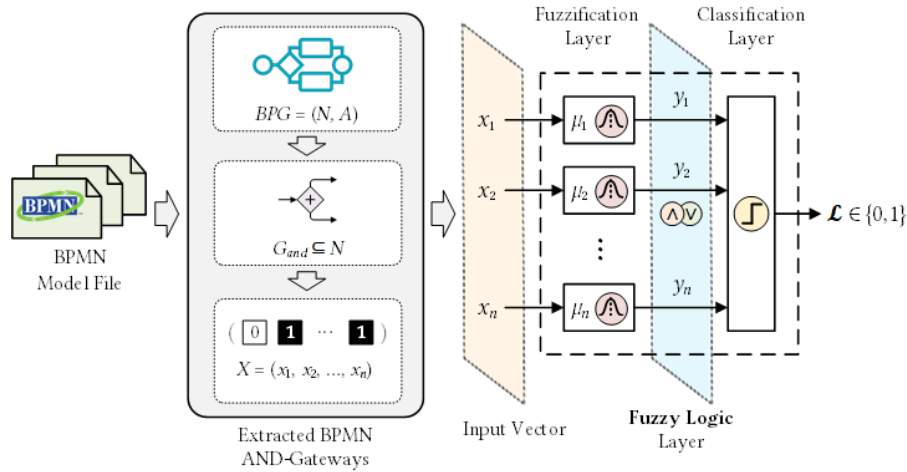 BPMN
BPMN
Model File
BPG = (N, A)
+
G_and ⊆ N
( 0 1 ⋯ 1 )
X = (x₁, x₂, ..., xₙ)
Extracted BPMN
AND-Gateways
Input Vector
x₁
x₂
xₙ
Fuzzification
Layer
μ₁
μ₂
⋮
μₙ
Classification
Layer
y₁
y₂
∧ ∨
yₙ
Fuzzy Logic
Layer
𝓛 ∈ {0, 1}